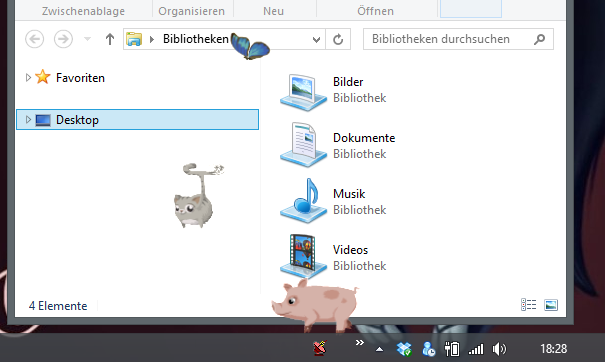 Zwischenablage
Organisieren
Neu
Öffnen
Bibliotheken
Bibliotheken durchsuchen
Favoriten
Desktop
Bilder
Bibliothek
Dokumente
Bibliothek
Musik
Bibliothek
Videos
Bibliothek
4 Elemente
18:28